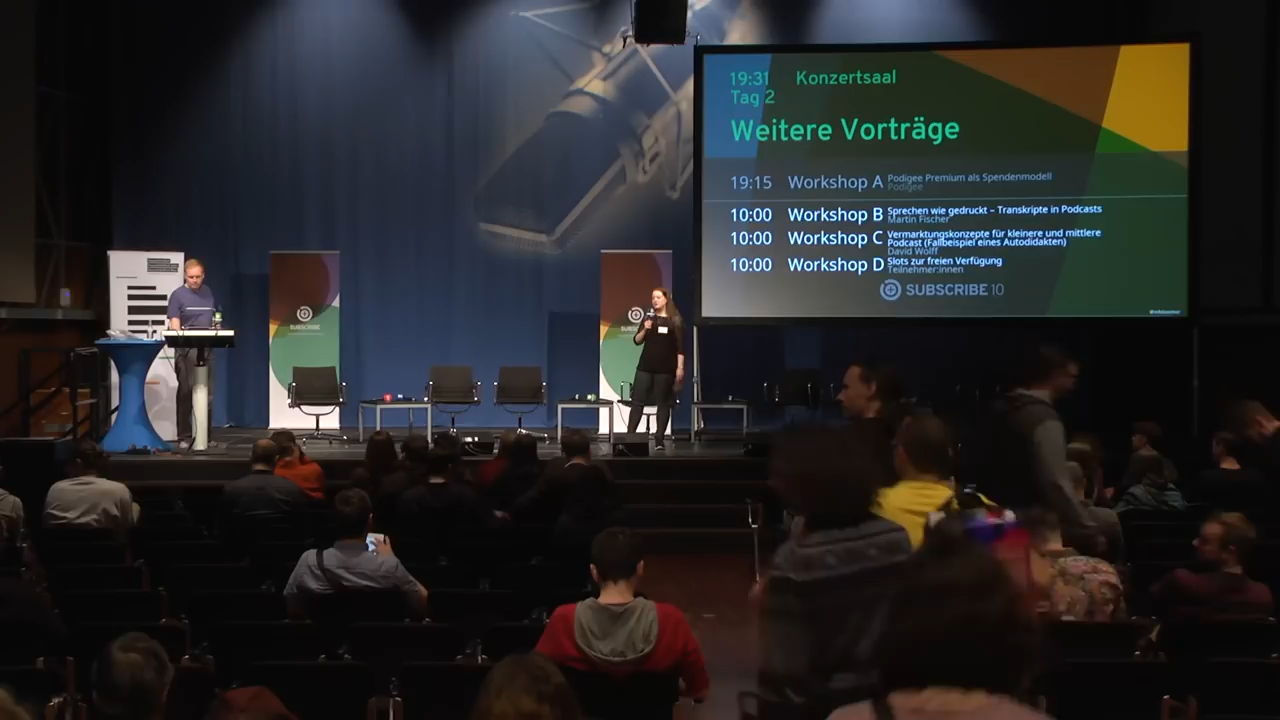 19:31 Konzertsaal
Tag 2
Weitere Vorträge
19:15 Workshop A Podigee Premium als Spendenmodell
Podigee
10:00 Workshop B Sprechen wie gedruckt – Transkripte in Podcasts
Martin Fischer
10:00 Workshop C Vermarktungskonzepte für kleinere und mittlere
Podcast (Fallbeispiel eines Autodidakten)
David Wolff
10:00 Workshop D Slots zur freien Verfügung
Teilnehmer:innen
SUBSCRIBE 10
SUBSCRIBE